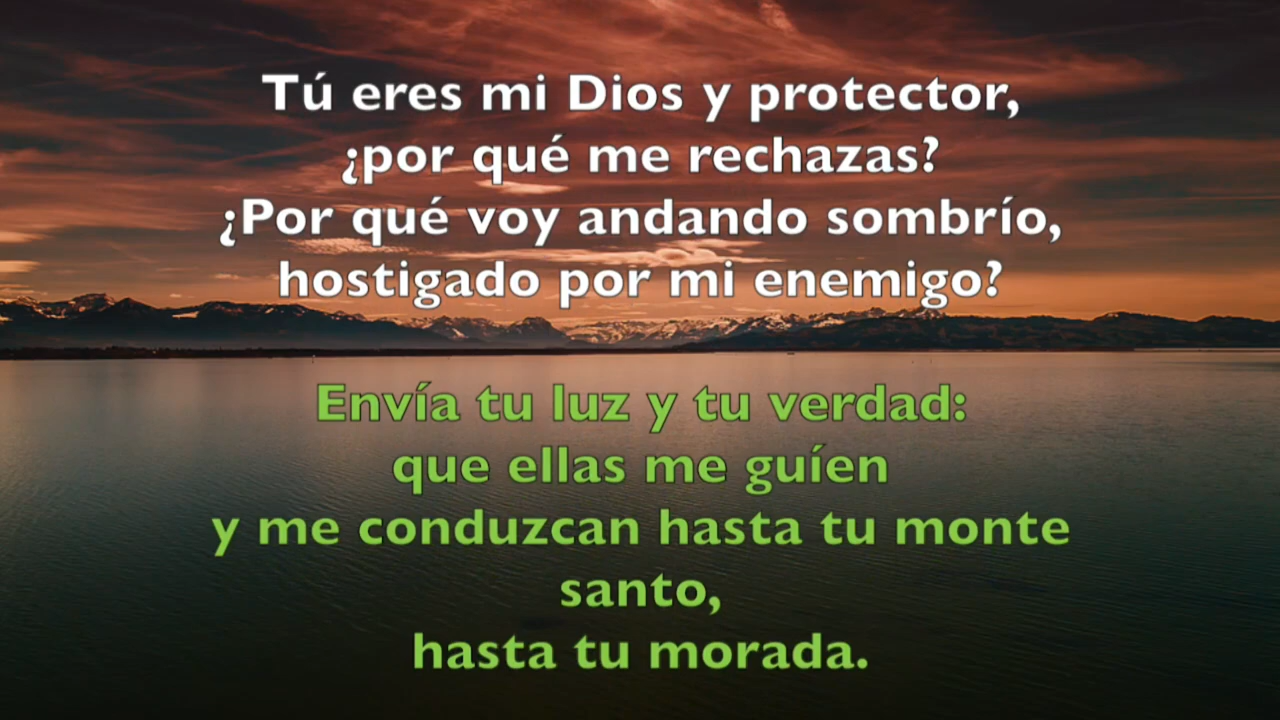 Tú eres mi Dios y protector,
¿por qué me rechazas?
¿Por qué voy andando sombrío,
hostigado por mi enemigo?
Envía tu luz y tu verdad:
que ellas me guíen
y me conduzcan hasta tu monte
santo,
hasta tu morada.